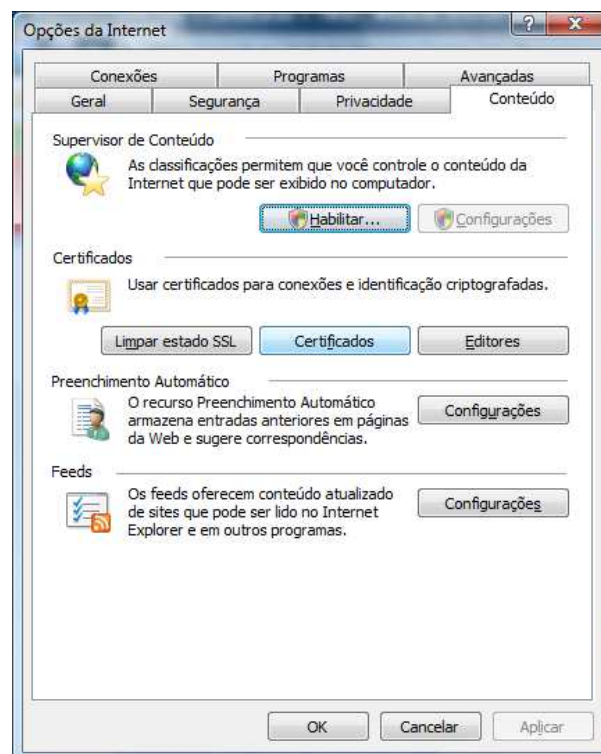 Opções da Internet
Conexões
Programas
Avançadas
Geral
Segurança
Privacidade
Conteúdo
Supervisor de Conteúdo
As classificações permitem que você controle o conteúdo da
Internet que pode ser exibido no computador.
Habilitar...
Configurações
Certificados
Usar certificados para conexões e identificação criptografadas.
Limpar estado SSL
Certificados
Editores
Preenchimento Automático
O recurso Preenchimento Automático
armazena entradas anteriores em páginas
da Web e sugere correspondências.
Configurações
Feeds
Os feeds oferecem conteúdo atualizado
de sites que pode ser lido no Internet
Explorer e em outros programas.
Configurações
OK
Cancelar
Aplicar